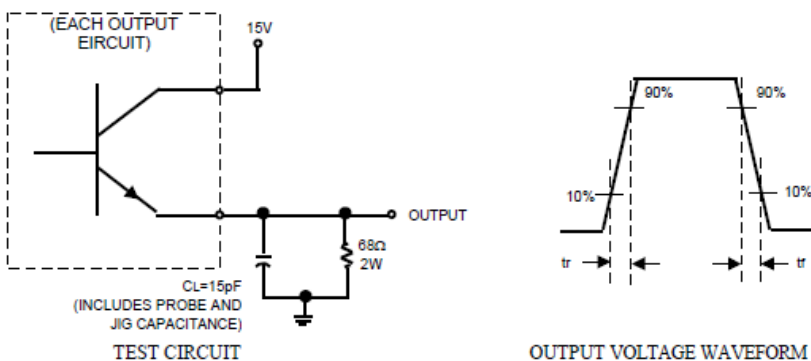 (EACH OUTPUT
EIRCUIT)
15V
OUTPUT
68Ω
2W
CL=15pF
(INCLUDES PROBE AND
JIG CAPACITANCE)
TEST CIRCUIT
90%
90%
10%
10%
tr
tf
OUTPUT VOLTAGE WAVEFORM